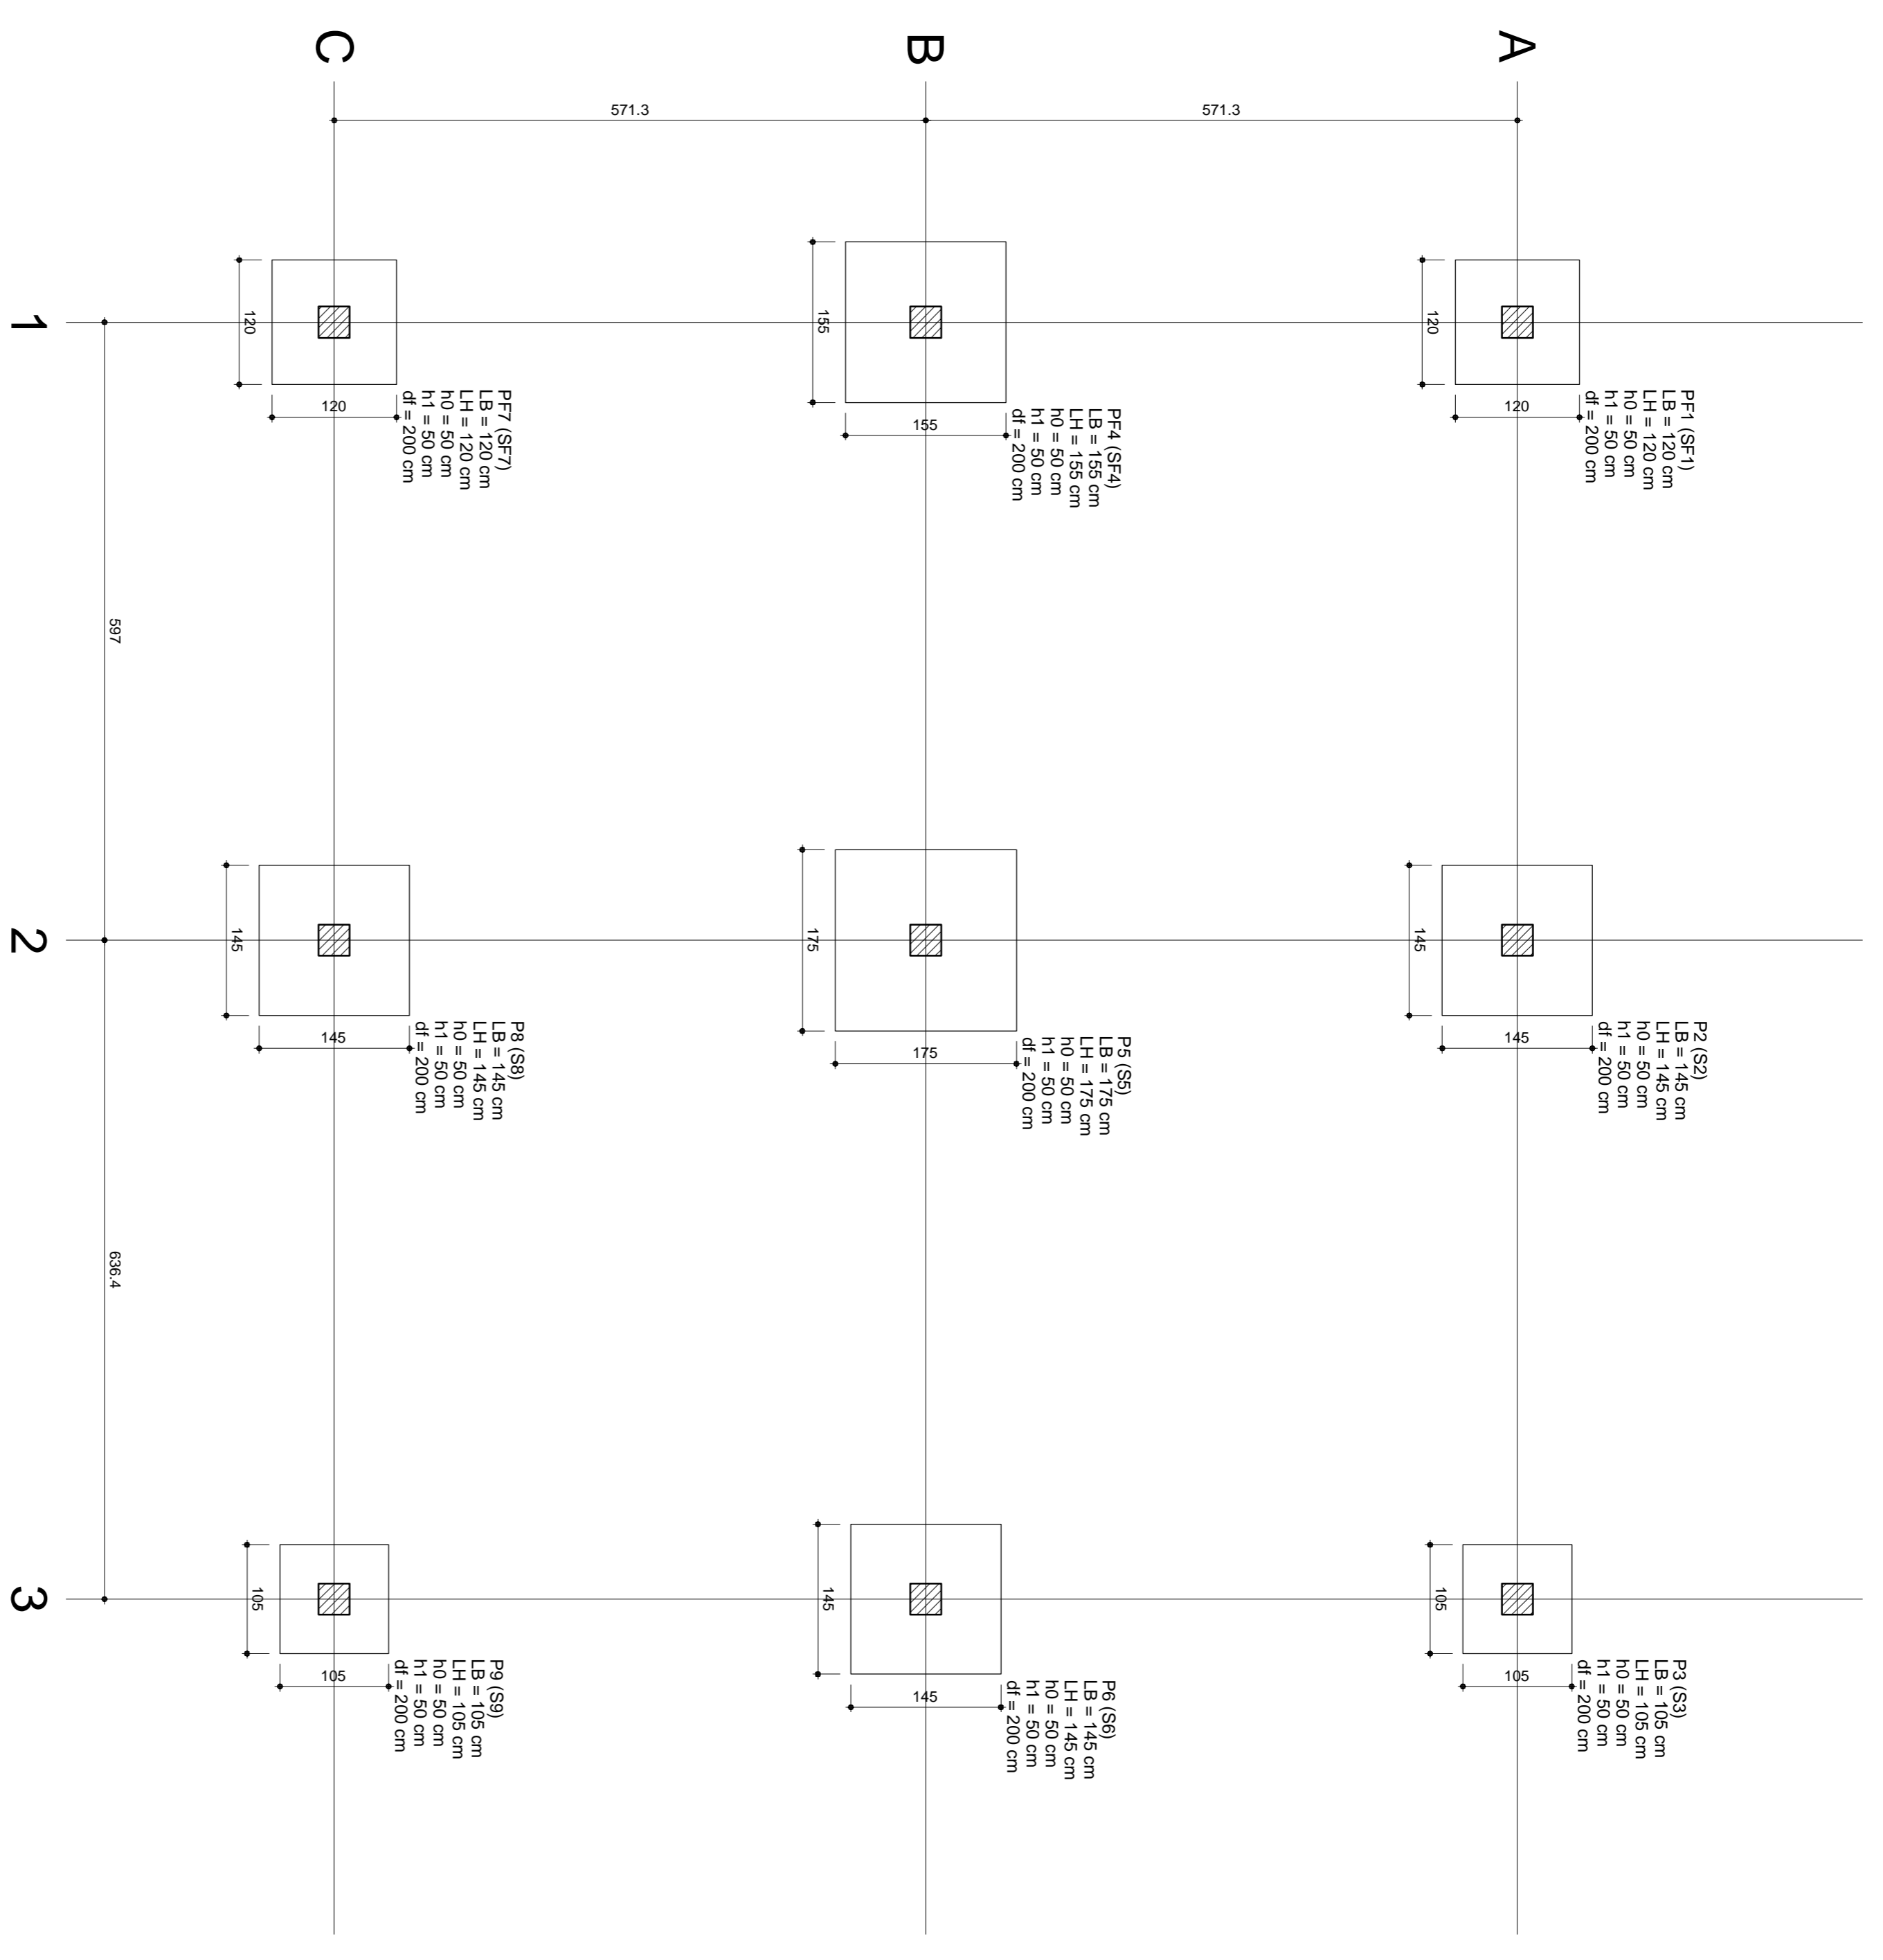 A
B
C
571.3
571.3
1
2
3
597
636.4
PF1 (SF1)
LB = 120 cm
LH = 120 cm
h0 = 50 cm
h1 = 50 cm
df = 200 cm
120
120
P2 (S2)
LB = 145 cm
LH = 145 cm
h0 = 50 cm
h1 = 50 cm
df = 200 cm
145
145
P3 (S3)
LB = 105 cm
LH = 105 cm
h0 = 50 cm
h1 = 50 cm
df = 200 cm
105
105
PF4 (SF4)
LB = 155 cm
LH = 155 cm
h0 = 50 cm
h1 = 50 cm
df = 200 cm
155
155
P5 (S5)
LB = 175 cm
LH = 175 cm
h0 = 50 cm
h1 = 50 cm
df = 200 cm
175
175
P6 (S6)
LB = 145 cm
LH = 145 cm
h0 = 50 cm
h1 = 50 cm
df = 200 cm
145
145
PF7 (SF7)
LB = 120 cm
LH = 120 cm
h0 = 50 cm
h1 = 50 cm
df = 200 cm
120
120
P8 (S8)
LB = 145 cm
LH = 145 cm
h0 = 50 cm
h1 = 50 cm
df = 200 cm
145
145
P9 (S9)
LB = 105 cm
LH = 105 cm
h0 = 50 cm
h1 = 50 cm
df = 200 cm
105
105